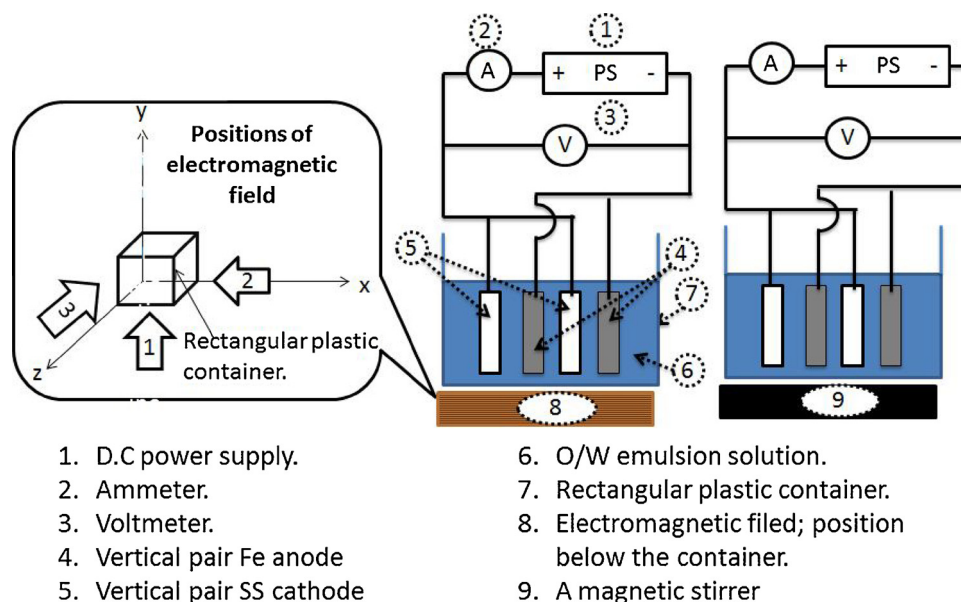 2
1
A
+ PS -
3
V
A
+ PS -
V
y
Positions of
electromagnetic
field
2
x
3
1
Rectangular plastic
container.
z
5
4
7
6
8
9
1. D.C power supply.
2. Ammeter.
3. Voltmeter.
4. Vertical pair Fe anode
5. Vertical pair SS cathode
6. O/W emulsion solution.
7. Rectangular plastic container.
8. Electromagnetic filed; position
below the container.
9. A magnetic stirrer